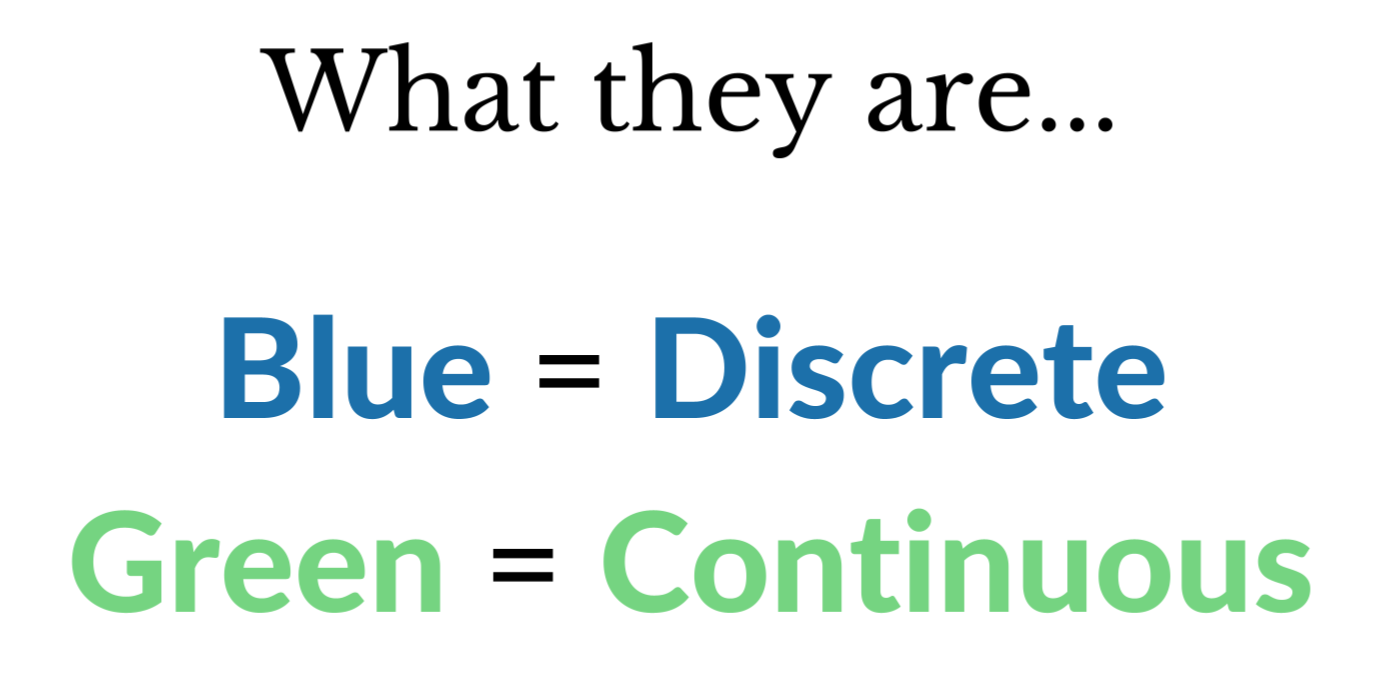 What they are...
Blue = Discrete
Green = Continuous